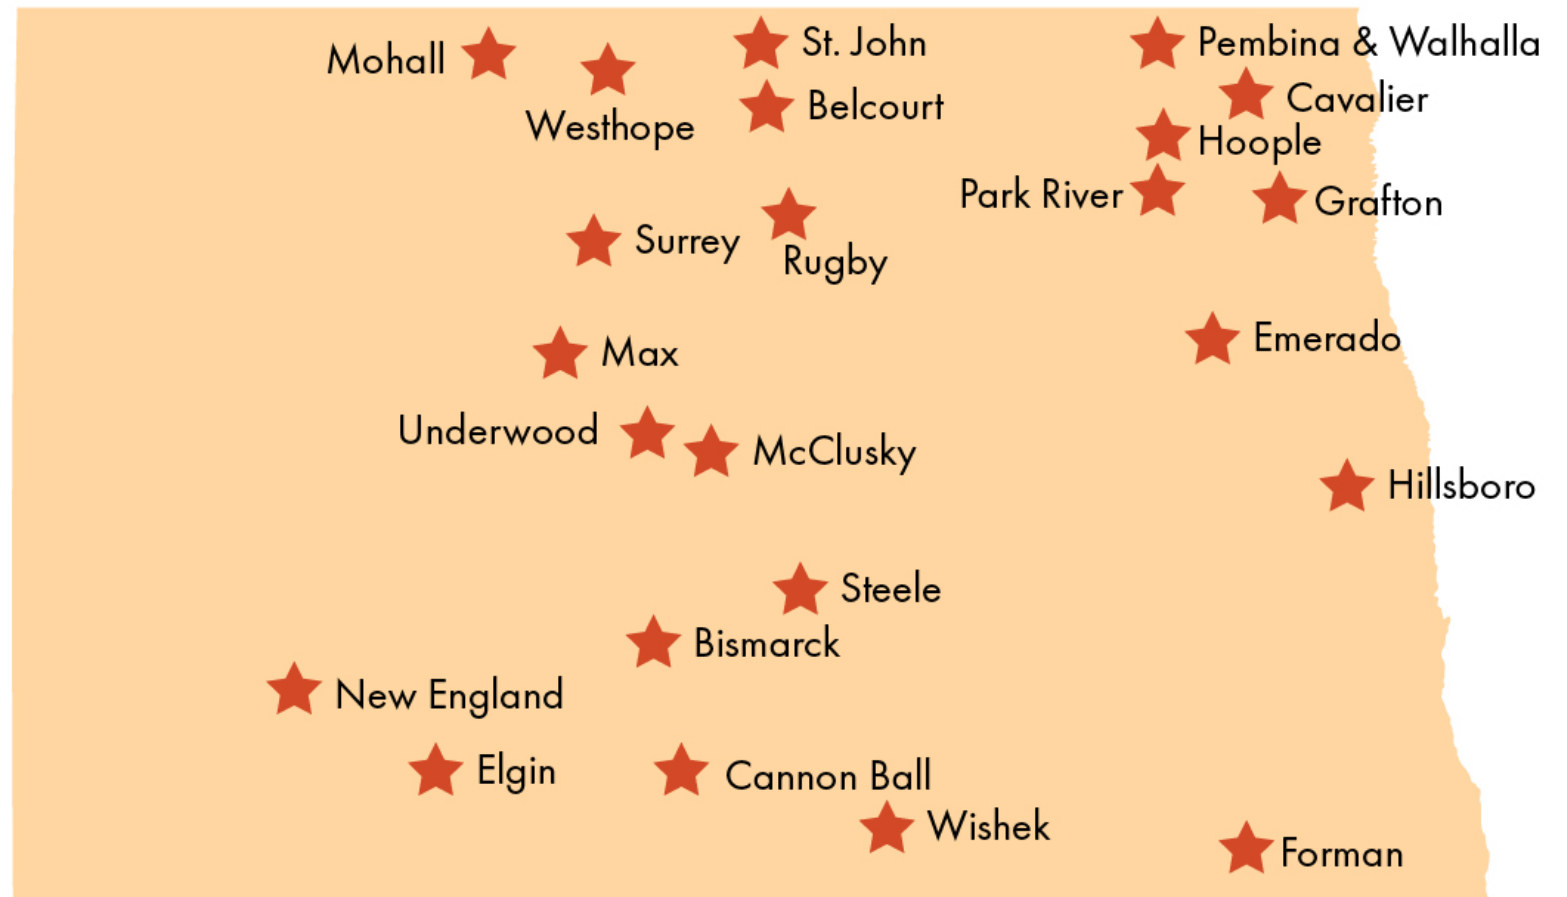 Mohall
St. John
Pembina & Walhalla
Westhope
Belcourt
Cavalier
Hoople
Park River
Grafton
Surrey
Rugby
Emerado
Max
Underwood
McClusky
Hillsboro
Steele
Bismarck
New England
Elgin
Cannon Ball
Wishek
Forman